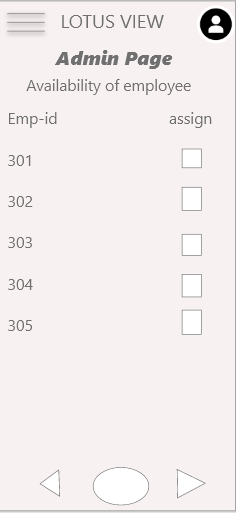 LOTUS VIEW
Admin Page
Availability of employee
Emp-id assign
301
302
303
304
305